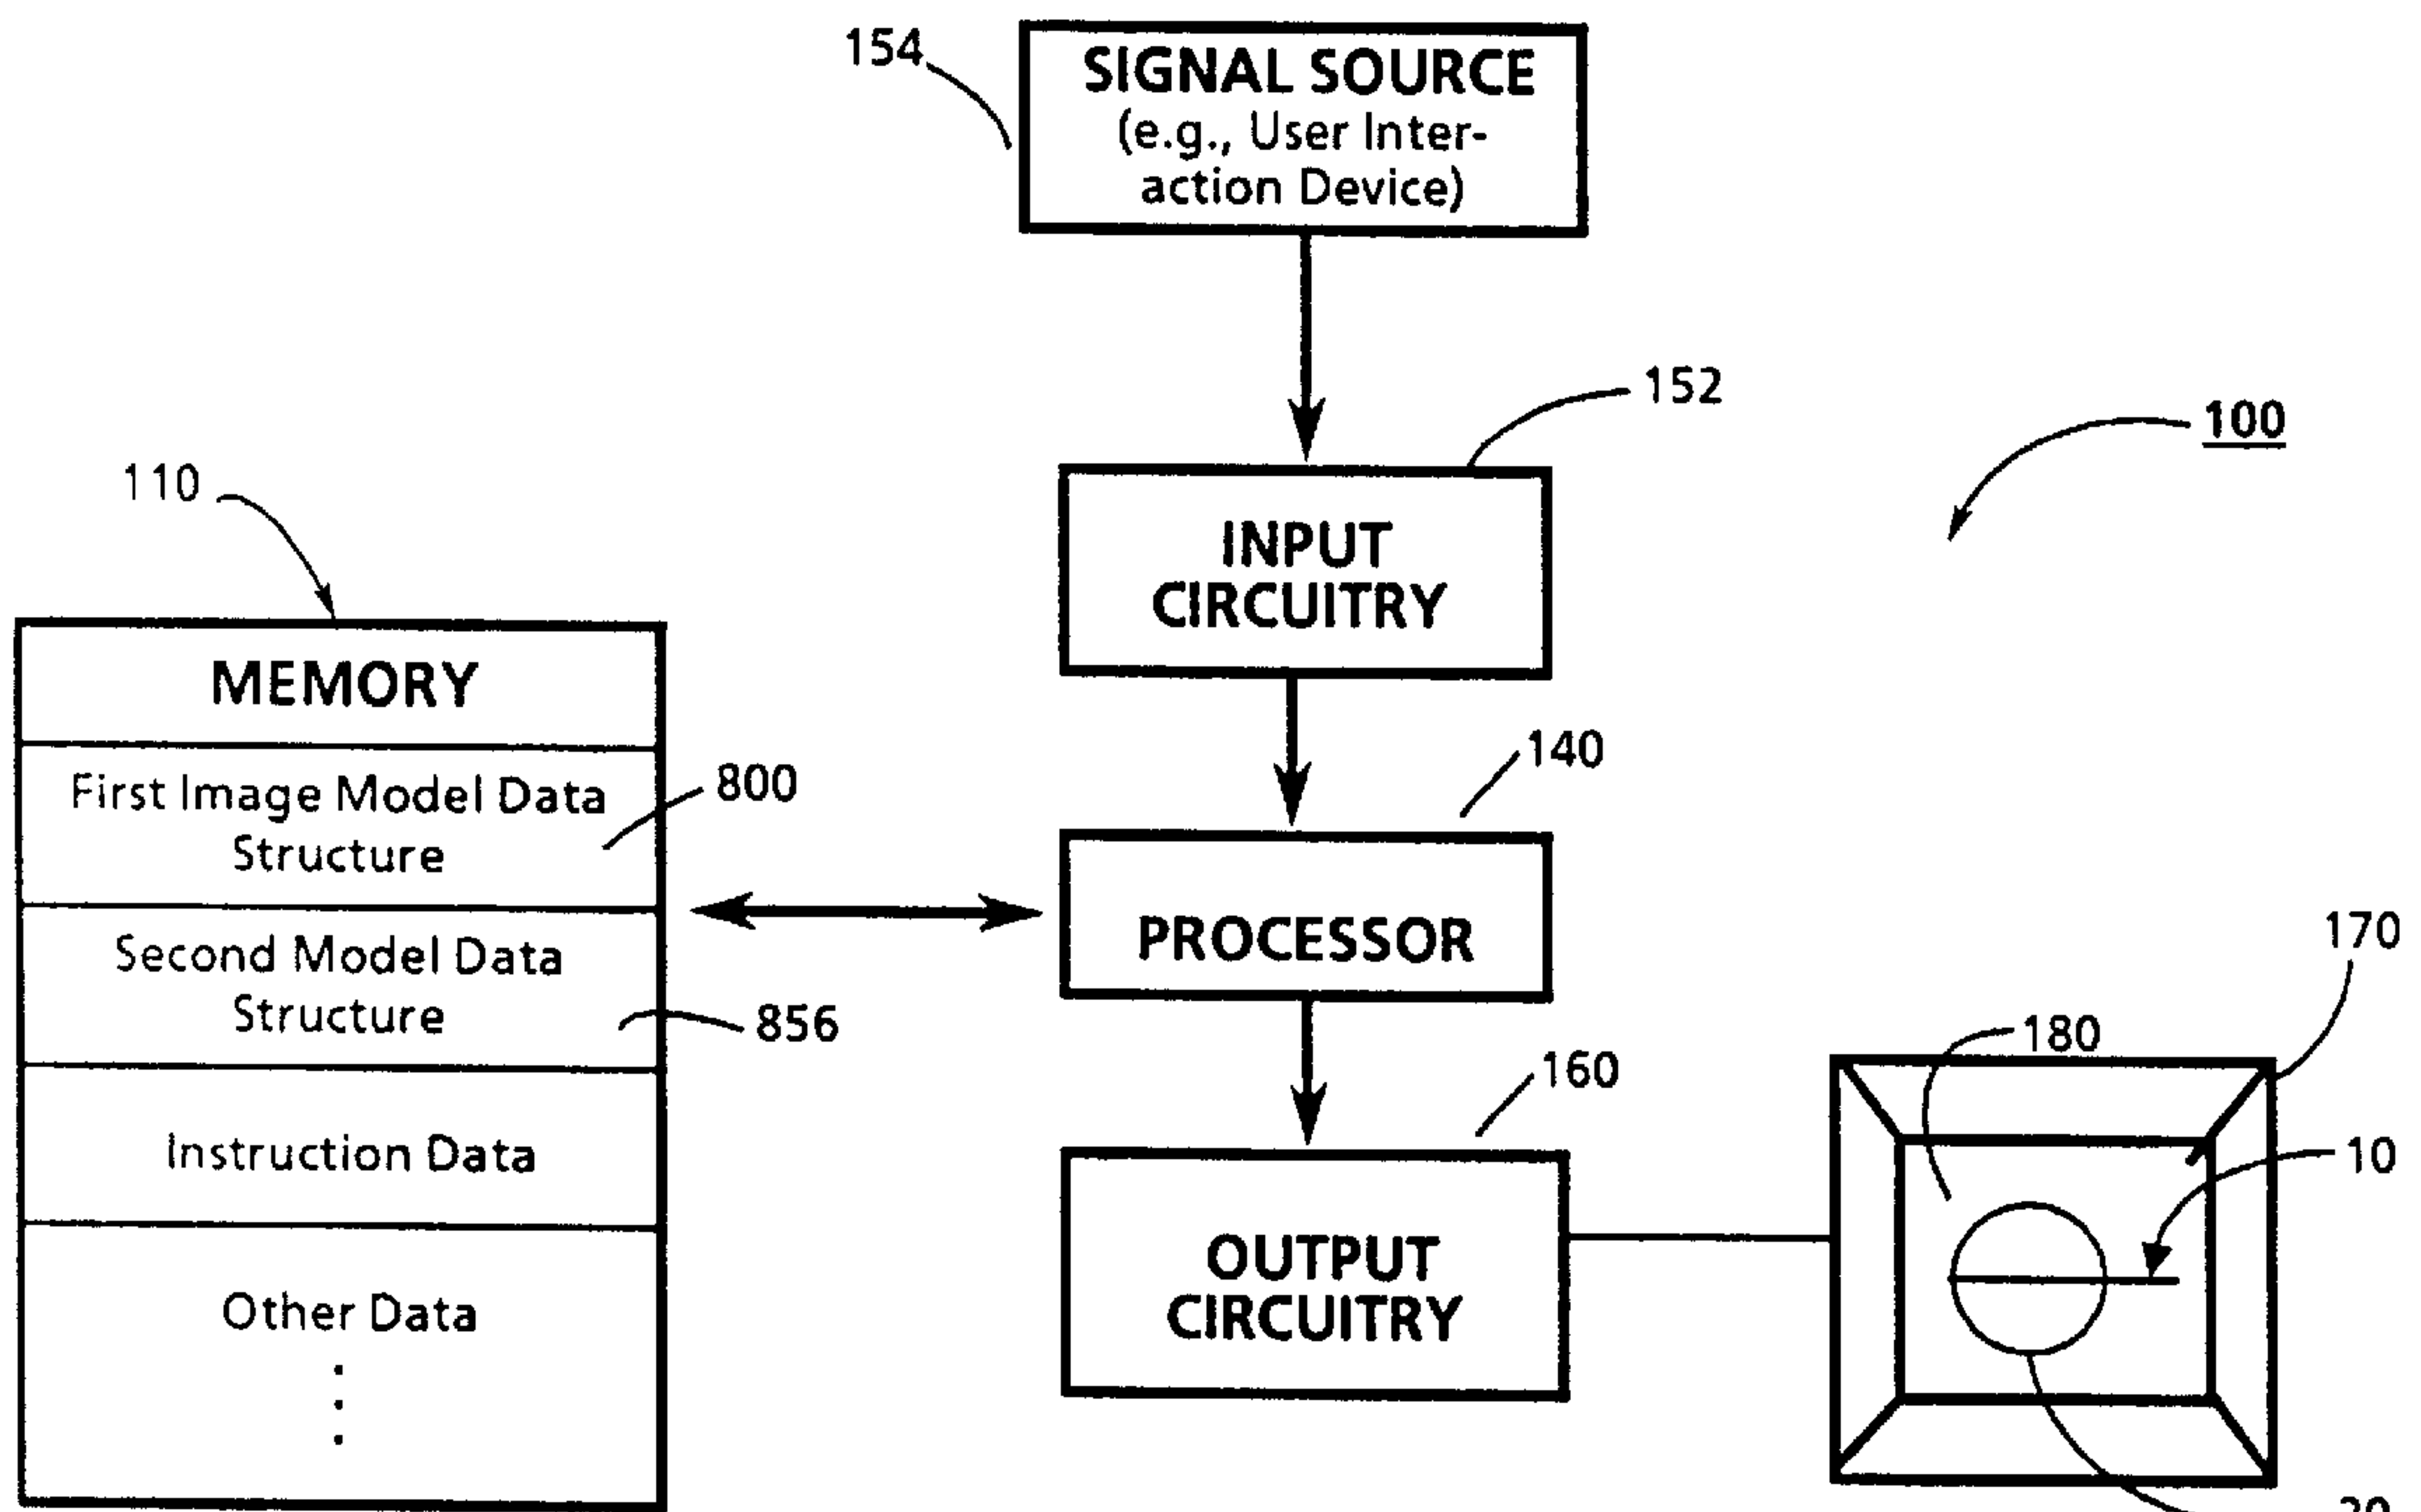 154
SIGNAL SOURCE
(e.g., User Inter-
action Device)
152
100
INPUT
CIRCUITRY
110
MEMORY
First Image Model Data
Structure
800
Second Model Data
Structure
856
Instruction Data
Other Data
140
PROCESSOR
160
OUTPUT
CIRCUITRY
170
180
10